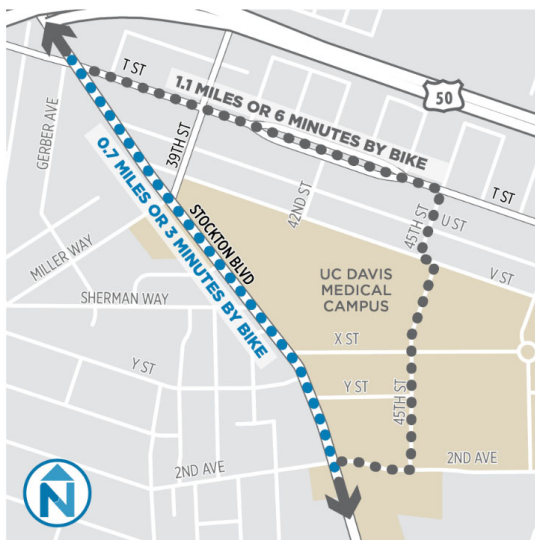 T ST
50
1.1 MILES OR 6 MINUTES BY BIKE
GERBER AVE
39TH ST
0.7 MILES OR 3 MINUTES BY BIKE
STOCKTON BLVD
42ND ST
45TH ST
T ST
U ST
V ST
MILLER WAY
UC DAVIS
MEDICAL
CAMPUS
SHERMAN WAY
X ST
Y ST
Y ST
45TH ST
2ND AVE
2ND AVE
N